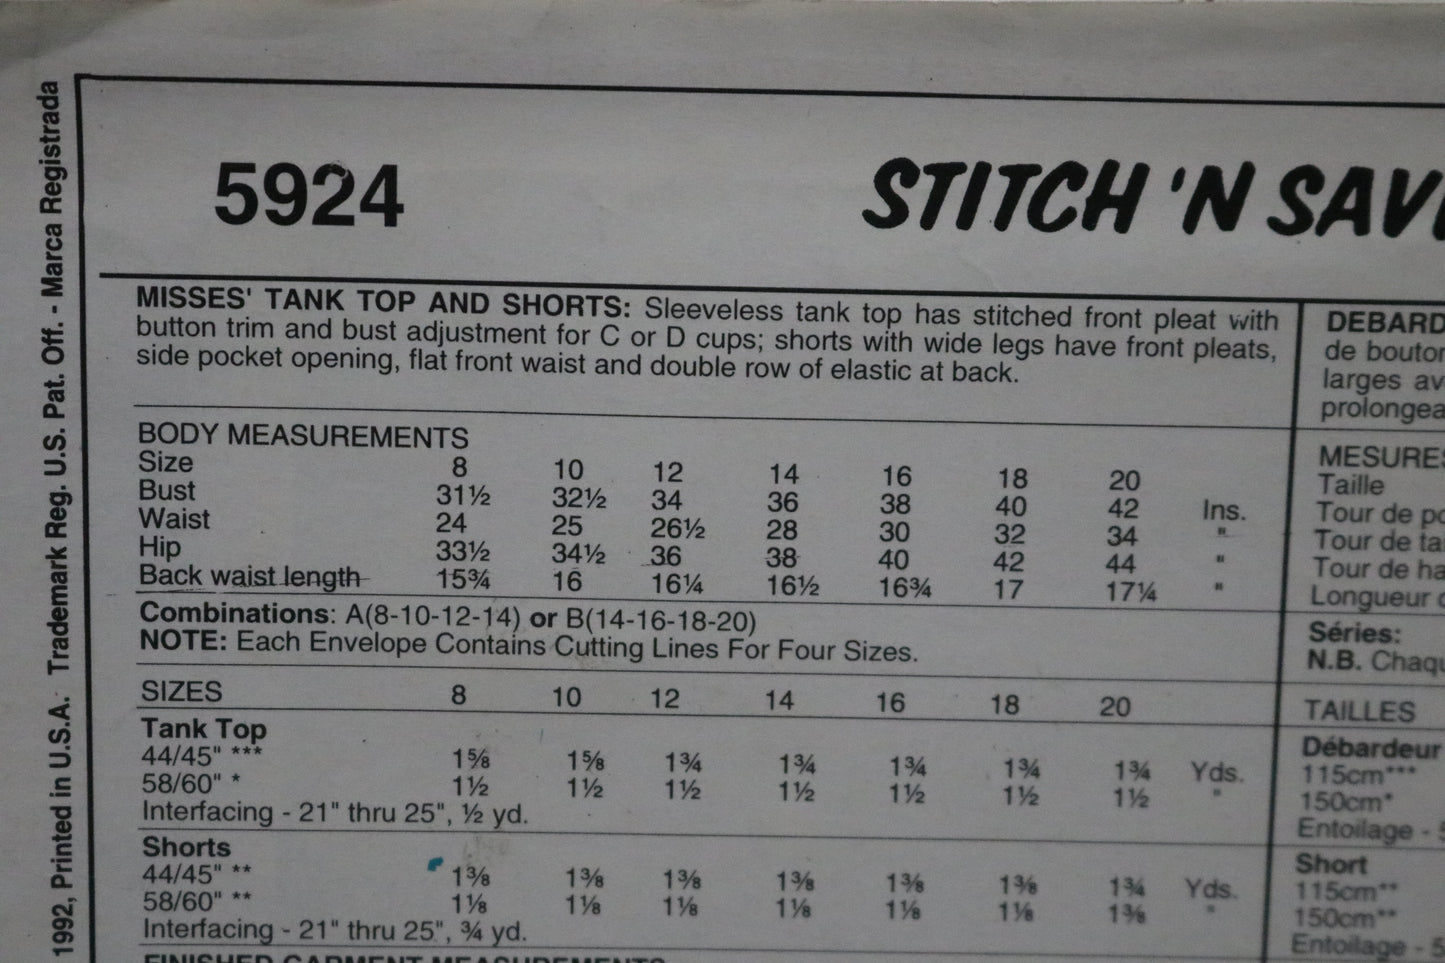 1992, Printed in U.S.A. Trademark Reg. U.S. Pat. Off. - Marca Registrada
5924
STITCH 'N SAV
MISSES' TANK TOP AND SHORTS: Sleeveless tank top has stitched front pleat with
button trim and bust adjustment for C or D cups; shorts with wide legs have front pleats,
side pocket opening, flat front waist and double row of elastic at back.
BODY MEASUREMENTS
Size 8 10 12 14 16 18 20
Bust 31½ 32½ 34 36 38 40 42 Ins.
Waist 24 25 26½ 28 30 32 34 "
Hip 33½ 34½ 36 38 40 42 44 "
Back waist length 15¾ 16 16¼ 16½ 16¾ 17 17¼ "
Combinations: A(8-10-12-14) or B(14-16-18-20)
NOTE: Each Envelope Contains Cutting Lines For Four Sizes.
SIZES 8 10 12 14 16 18 20
Tank Top
44/45" *** 1⅝ 1⅝ 1¾ 1¾ 1¾ 1¾ 1¾ Yds.
58/60" * 1½ 1½ 1½ 1½ 1½ 1½ 1½ "
Interfacing - 21" thru 25", ½ yd.
Shorts
44/45" ** 1⅜ 1⅜ 1⅜ 1⅜ 1⅜ 1⅜ 1¾ Yds.
58/60" ** 1⅛ 1⅛ 1⅛ 1⅛ 1⅛ 1⅛ 1⅜ "
Interfacing - 21" thru 25", ¾ yd.
FINISHED GARMENT MEASUREMENTS
DEBARD
de bouton
larges av
prolongea
MESURES
Taille
Tour de po
Tour de tai
Tour de ha
Longueur d
Séries:
N.B. Chaqu
TAILLES
Débardeur
115cm***
150cm*
Entoilage - 5
Short
115cm**
150cm**
Entoilage - 5